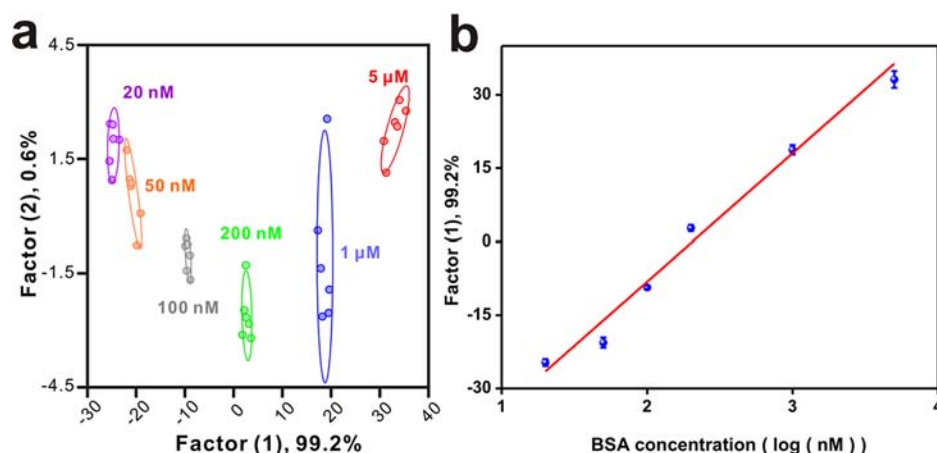 a
4.5
1.5
-1.5
-4.5
Factor (2), 0.6%
20 nM
50 nM
100 nM
200 nM
1 µM
5 µM
-30 -20 -10 0 10 20 30 40
Factor (1), 99.2%
b
30
15
0
-15
-30
Factor (1), 99.2%
1 2 3 4
BSA concentration ( log ( nM ) )